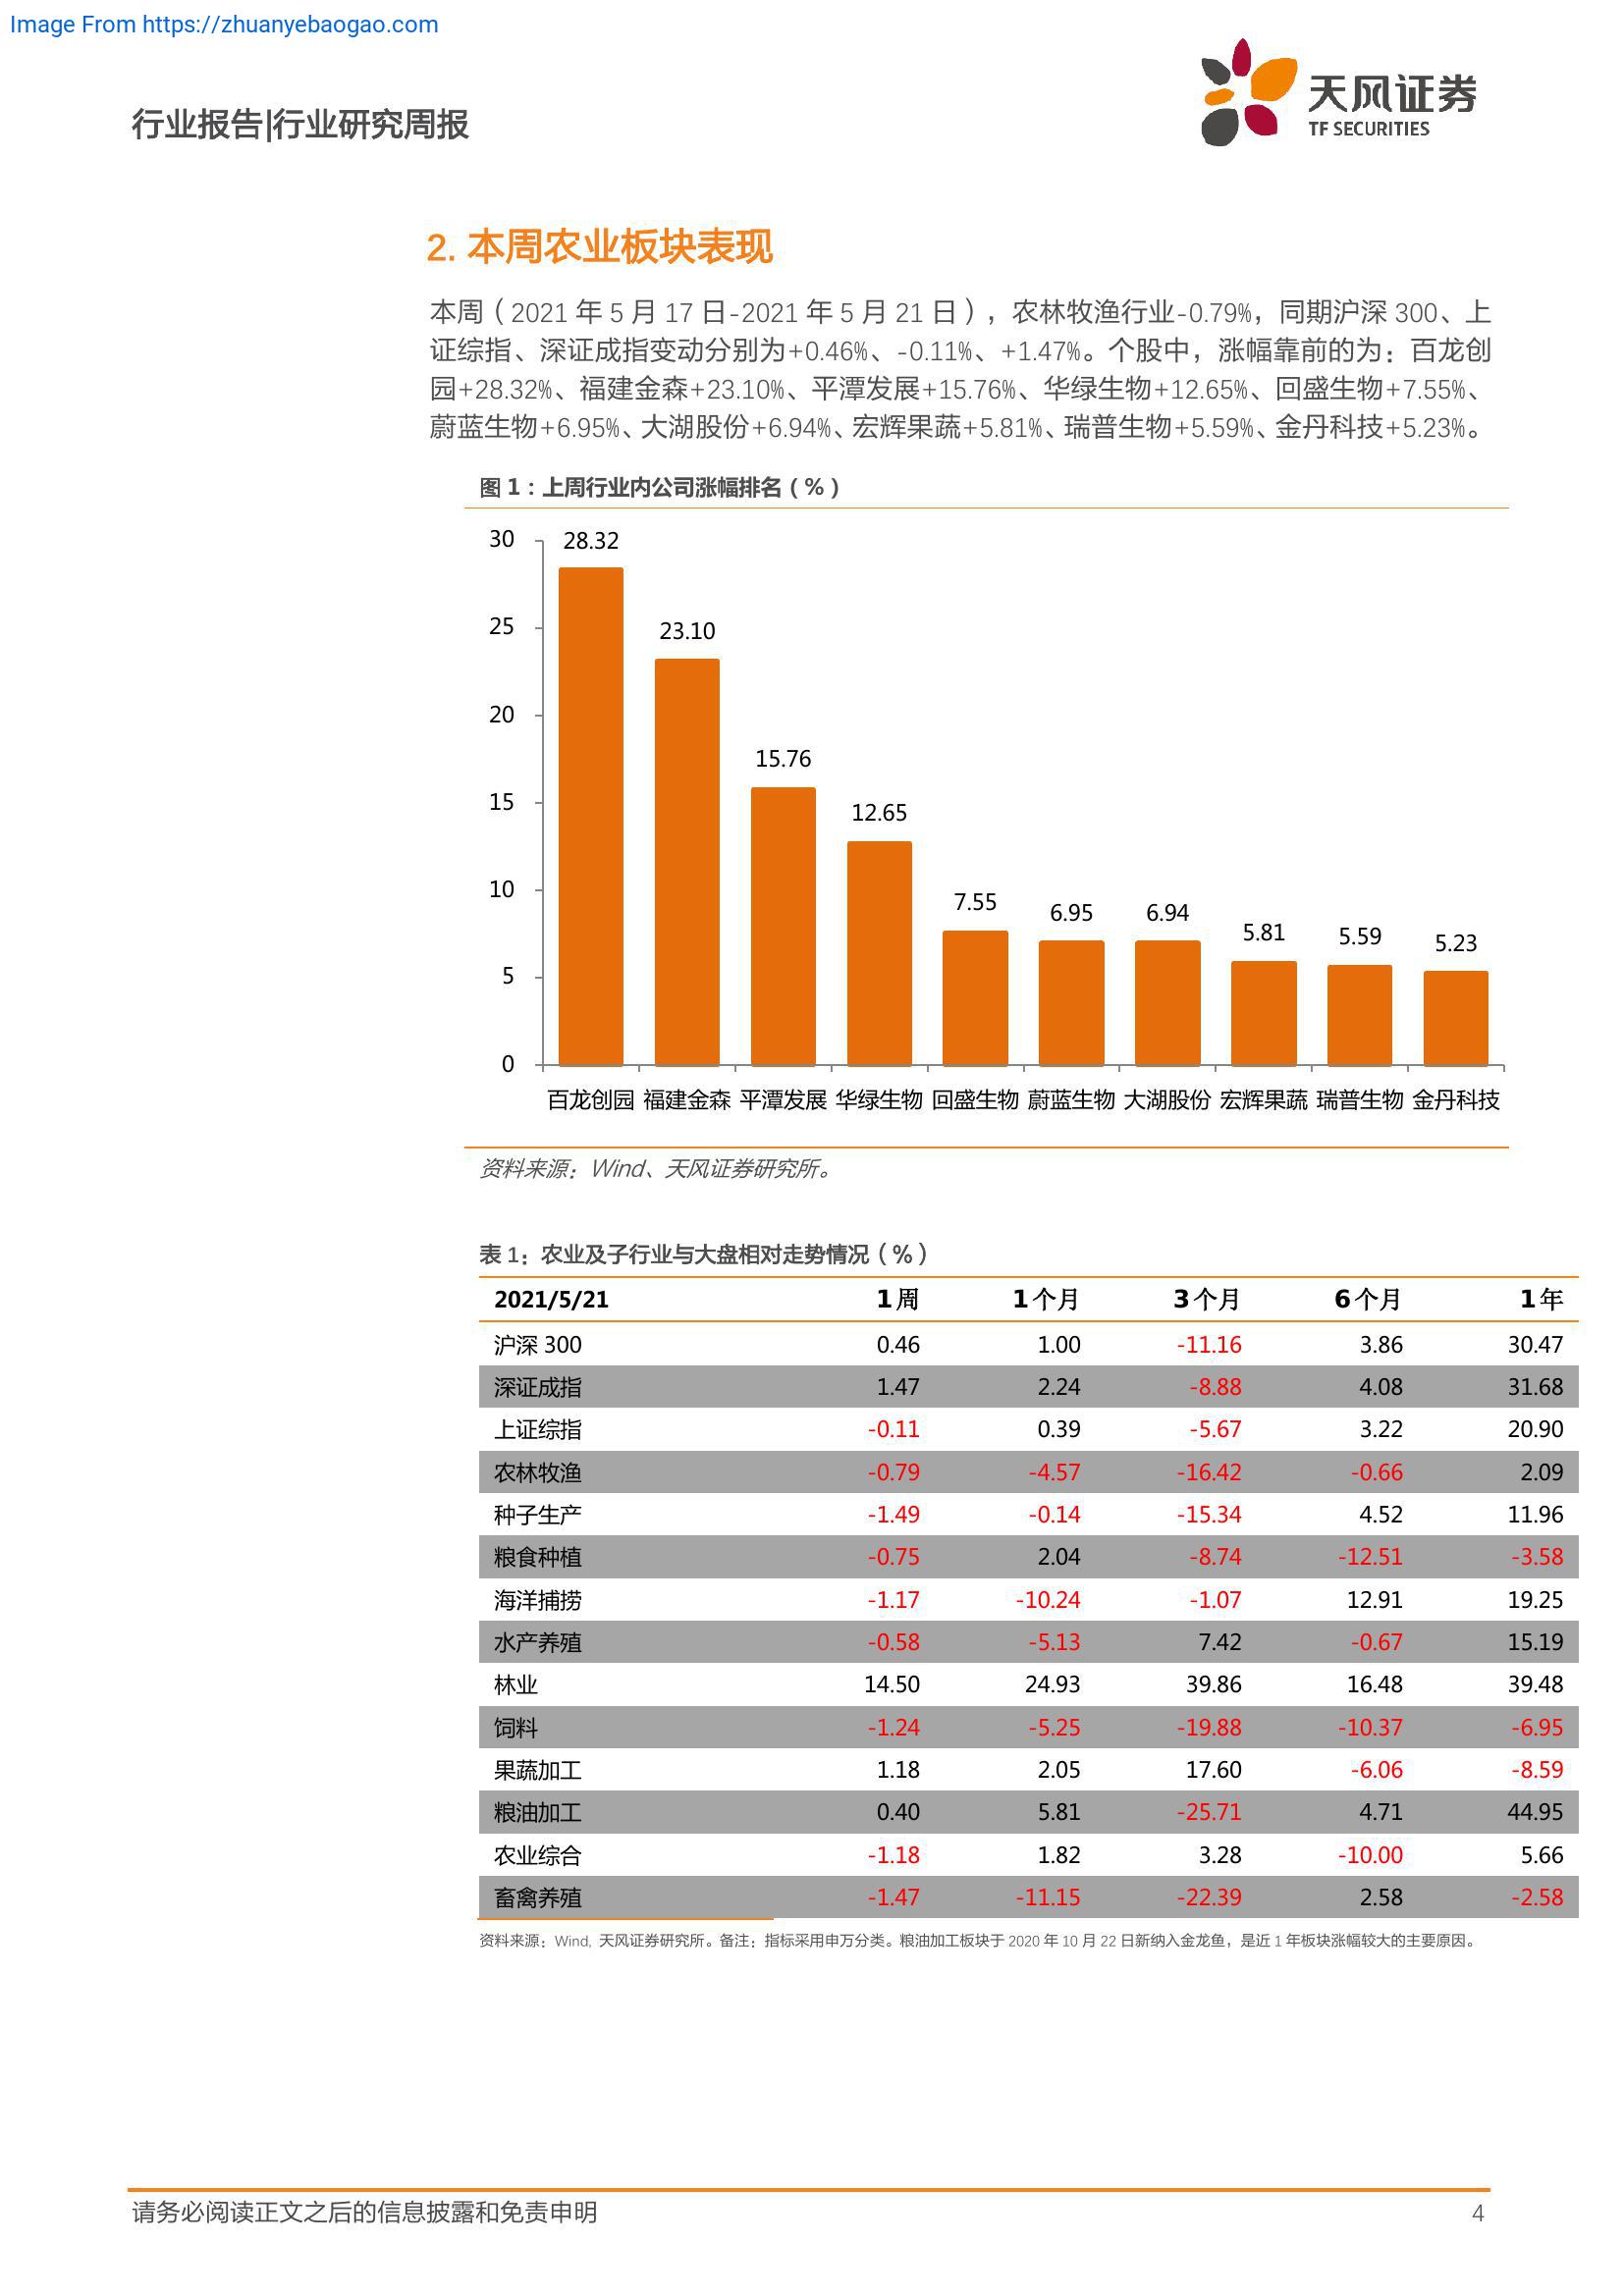 Image From https://zhuanyebaogao.com
行业报告|行业研究周报
天风证券
TF SECURITIES
2. 本周农业板块表现
本周（2021 年 5 月 17 日-2021 年 5 月 21 日），农林牧渔行业-0.79%，同期沪深 300、上
证综指、深证成指变动分别为+0.46%、-0.11%、+1.47%。个股中，涨幅靠前的为：百龙创
园+28.32%、福建金森+23.10%、平潭发展+15.76%、华绿生物+12.65%、回盛生物+7.55%、
蔚蓝生物+6.95%、大湖股份+6.94%、宏辉果蔬+5.81%、瑞普生物+5.59%、金丹科技+5.23%。
图 1：上周行业内公司涨幅排名（%）
30
25
20
15
10
5
0
28.32
23.10
15.76
12.65
7.55
6.95
6.94
5.81
5.59
5.23
百龙创园 福建金森 平潭发展 华绿生物 回盛生物 蔚蓝生物 大湖股份 宏辉果蔬 瑞普生物 金丹科技
资料来源：Wind、天风证券研究所。
表 1：农业及子行业与大盘相对走势情况（%）
2021/5/21 1 周 1 个月 3 个月 6 个月 1 年
沪深 300 0.46 1.00 -11.16 3.86 30.47
深证成指 1.47 2.24 -8.88 4.08 31.68
上证综指 -0.11 0.39 -5.67 3.22 20.90
农林牧渔 -0.79 -4.57 -16.42 -0.66 2.09
种子生产 -1.49 -0.14 -15.34 4.52 11.96
粮食种植 -0.75 2.04 -8.74 -12.51 -3.58
海洋捕捞 -1.17 -10.24 -1.07 12.91 19.25
水产养殖 -0.58 -5.13 7.42 -0.67 15.19
林业 14.50 24.93 39.86 16.48 39.48
饲料 -1.24 -5.25 -19.88 -10.37 -6.95
果蔬加工 1.18 2.05 17.60 -6.06 -8.59
粮油加工 0.40 5.81 -25.71 4.71 44.95
农业综合 -1.18 1.82 3.28 -10.00 5.66
畜禽养殖 -1.47 -11.15 -22.39 2.58 -2.58
资料来源：Wind, 天风证券研究所。备注：指标采用申万分类。粮油加工板块于 2020 年 10 月 22 日新纳入金龙鱼，是近 1 年板块涨幅较大的主要原因。
请务必阅读正文之后的信息披露和免责申明
4